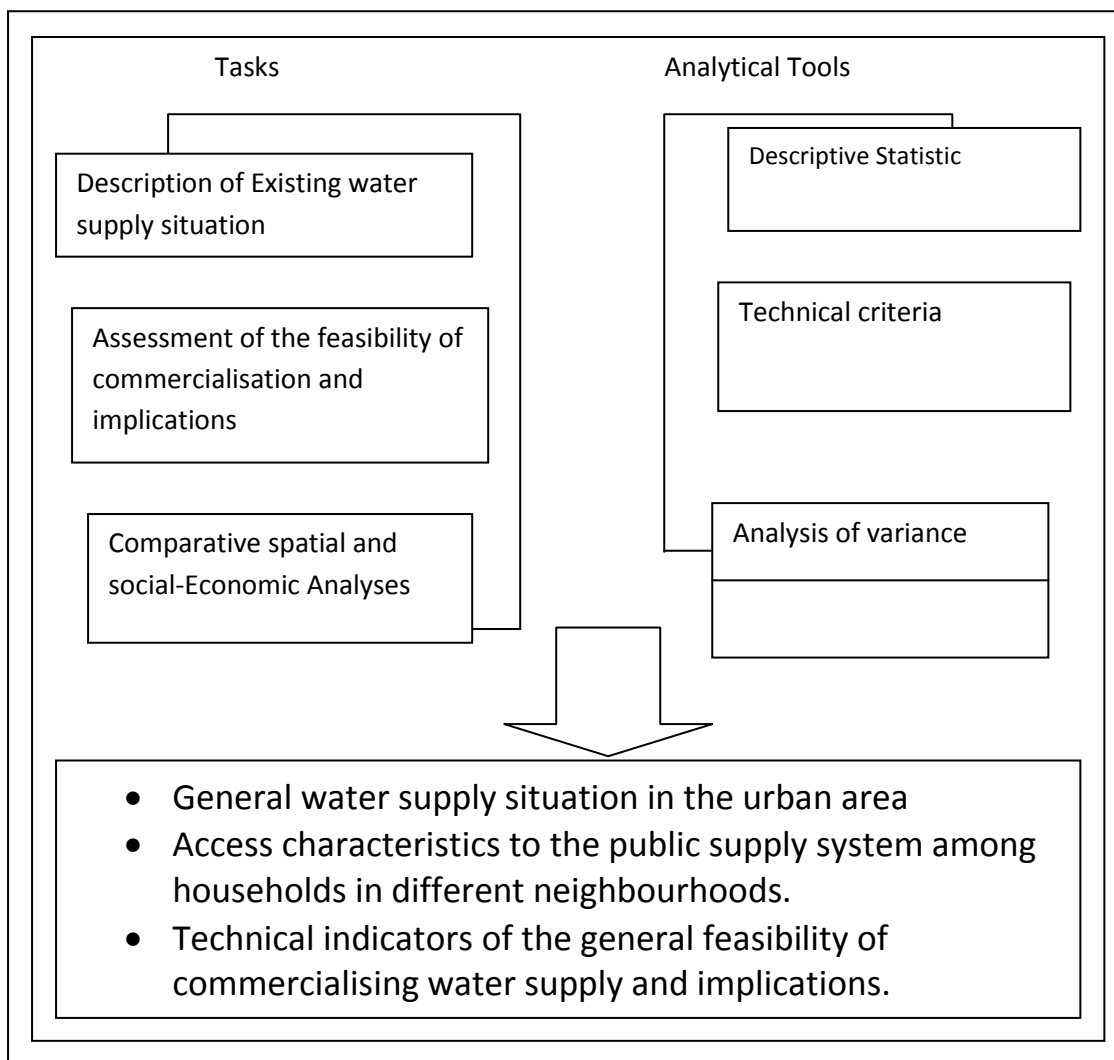 Tasks
Analytical Tools
Description of Existing water
supply situation
Descriptive Statistic
Assessment of the feasibility of
commercialisation and
implications
Technical criteria
Comparative spatial and
social-Economic Analyses
Analysis of variance
• General water supply situation in the urban area
• Access characteristics to the public supply system among
households in different neighbourhoods.
• Technical indicators of the general feasibility of
commercialising water supply and implications.